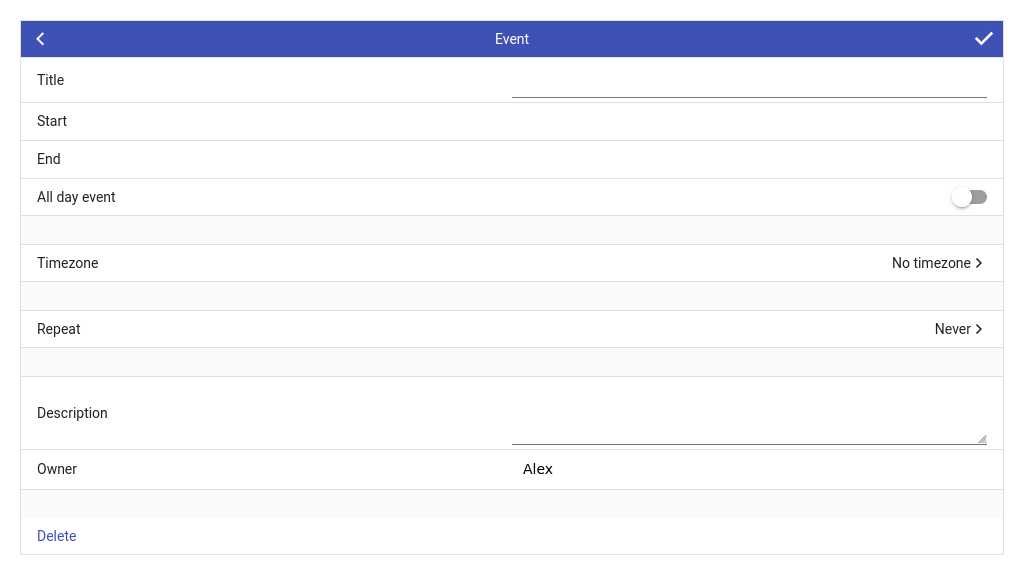 Event
Title
Start
End
All day event
Timezone No timezone
Repeat Never
Description
Owner Alex
Delete